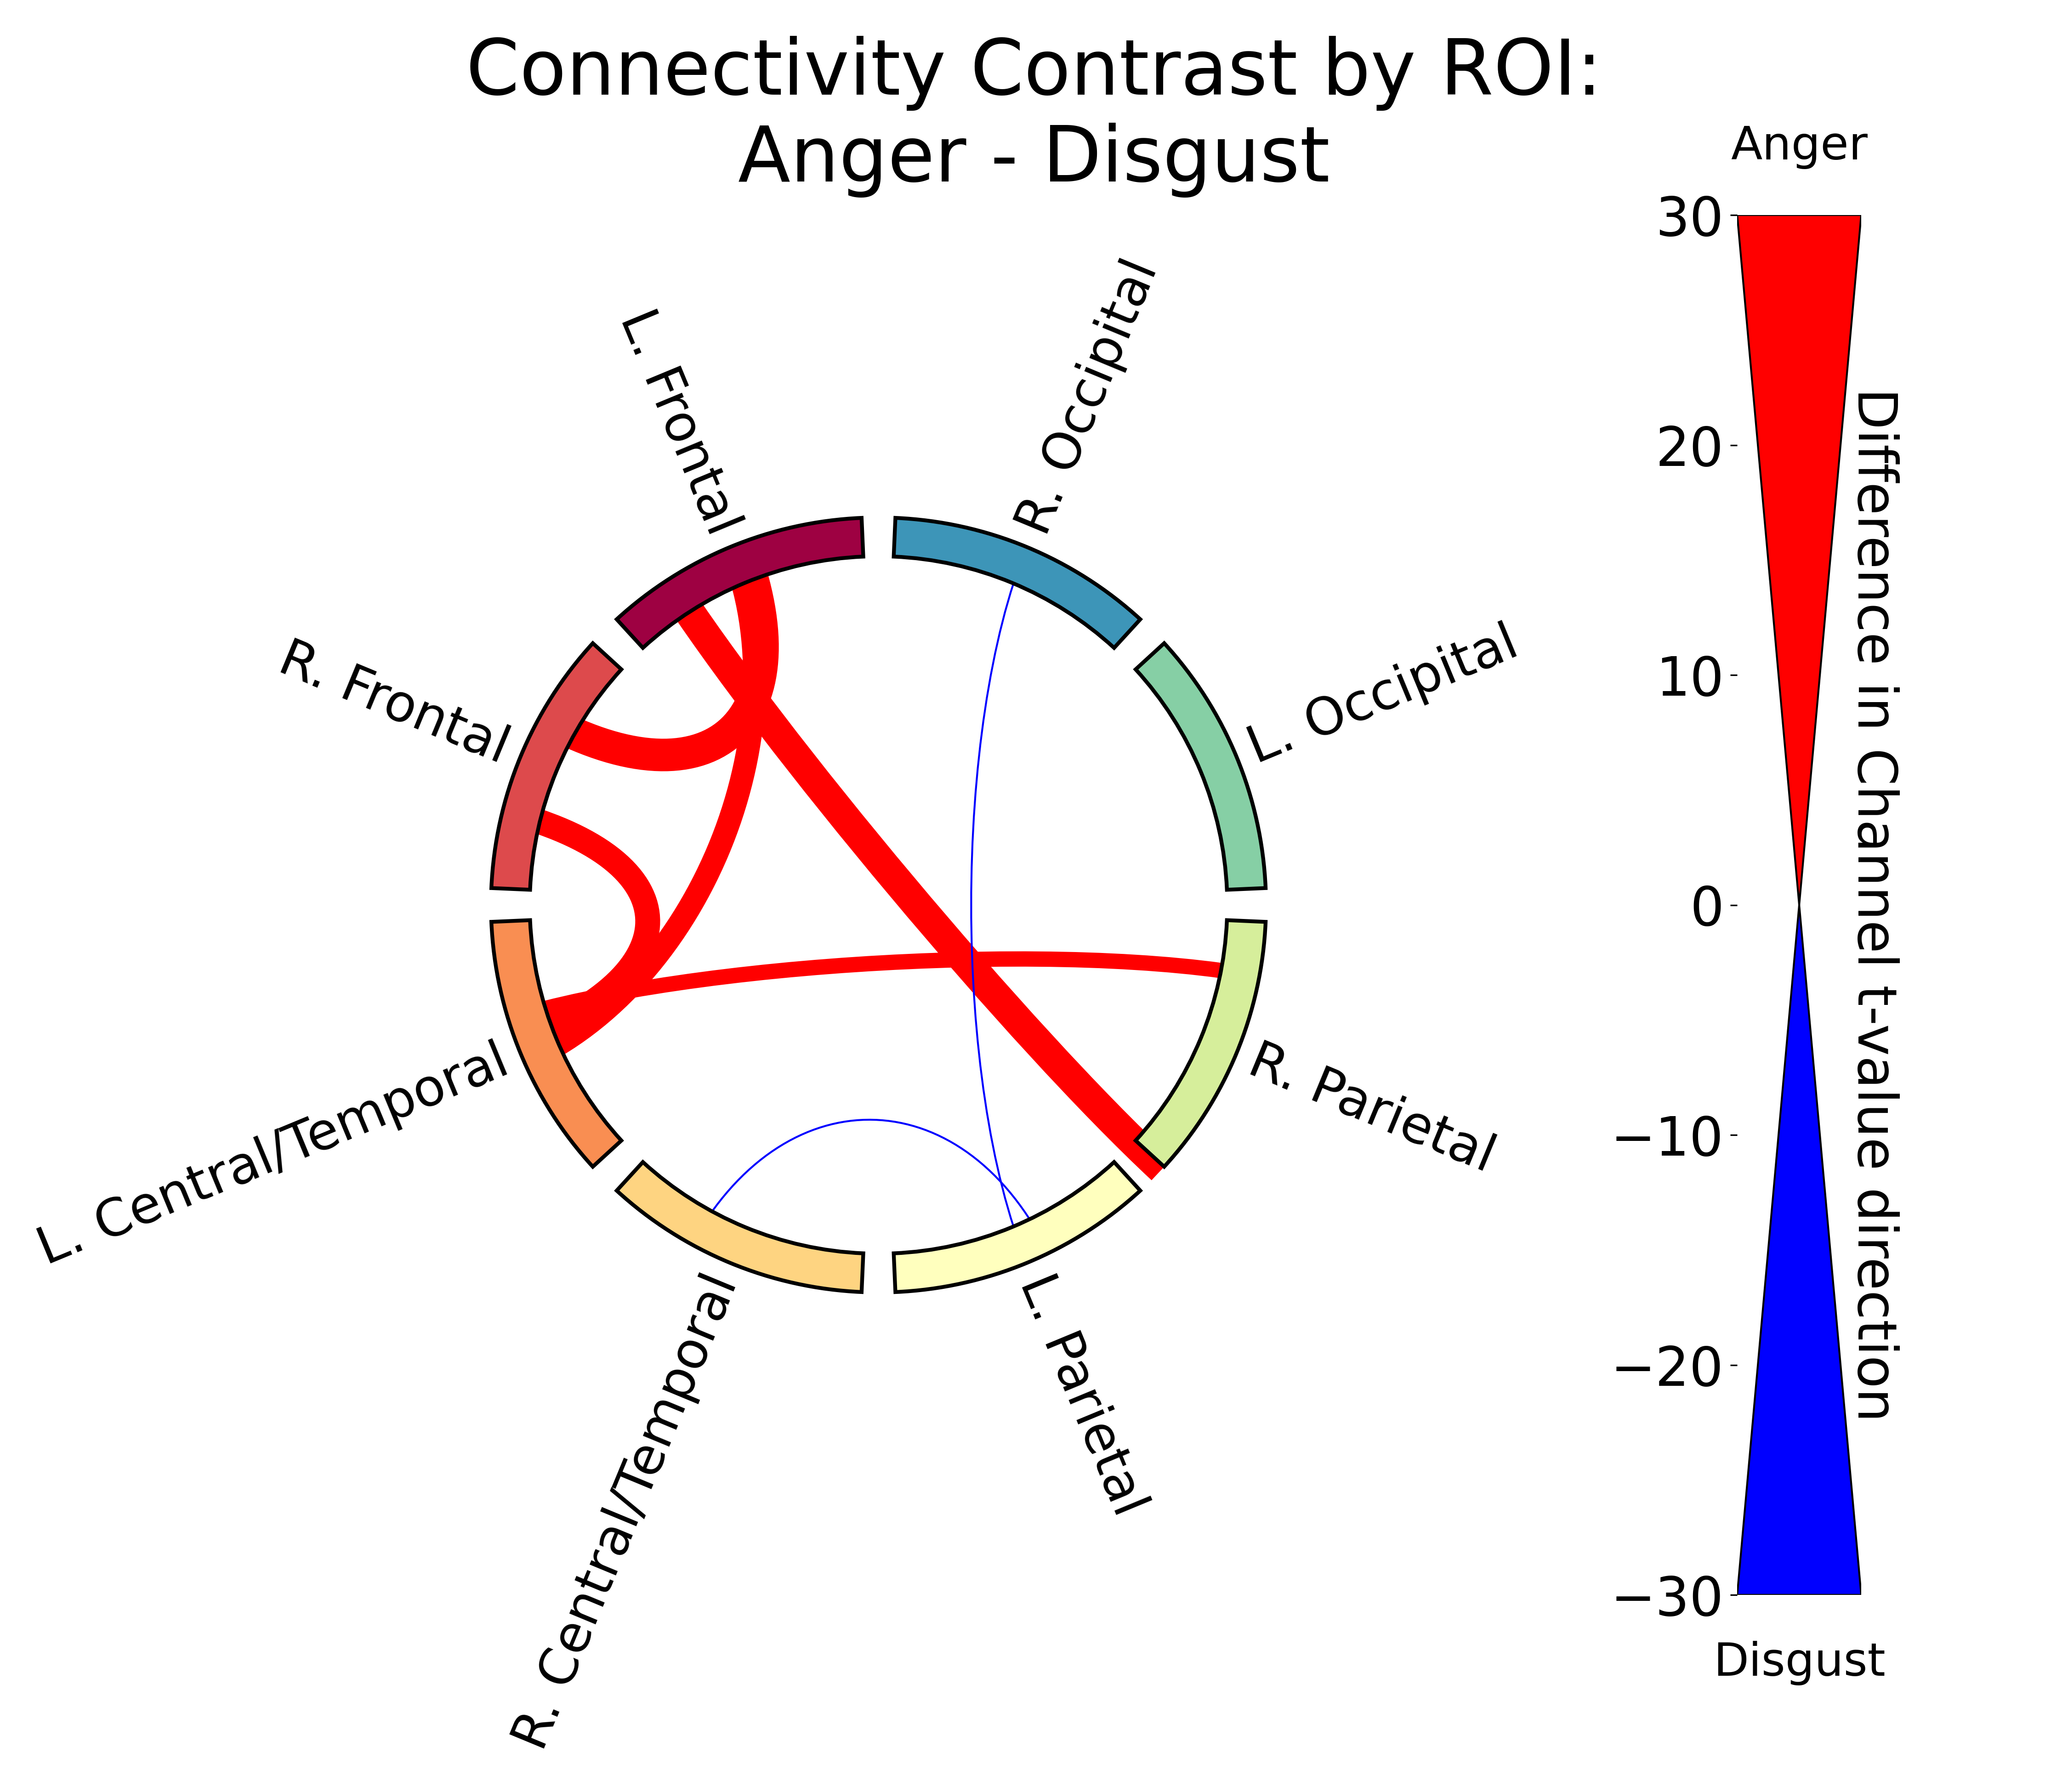 Connectivity Contrast by ROI:
Anger - Disgust
Anger
30
20
10
0
−10
−20
−30
Disgust
Difference in Channel t-value direction
L. Frontal
R. Occipital
R. Frontal
L. Occipital
L. Central/Temporal
R. Parietal
R. Central/Temporal
L. Parietal